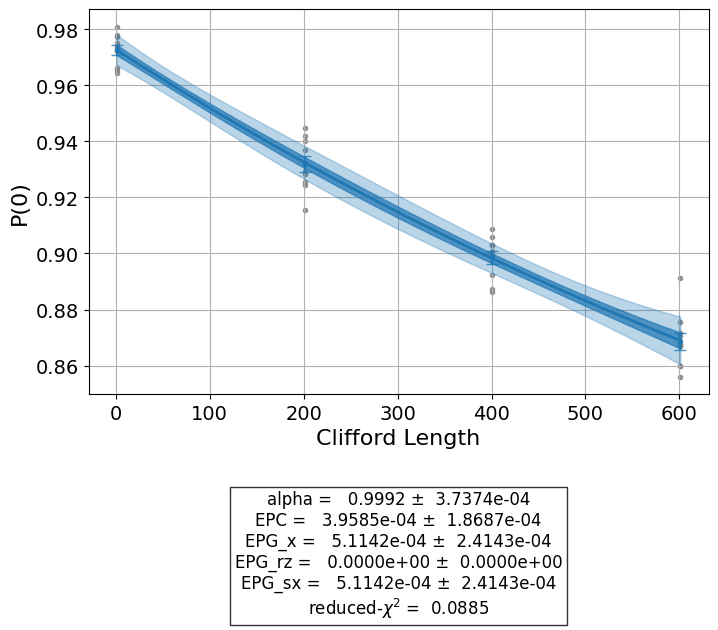 0.98
0.96
0.94
0.92
0.90
0.88
0.86
P(0)
0 100 200 300 400 500 600
Clifford Length
alpha = 0.9992 ± 3.7374e-04
EPC = 3.9585e-04 ± 1.8687e-04
EPG_x = 5.1142e-04 ± 2.4143e-04
EPG_rz = 0.0000e+00 ± 0.0000e+00
EPG_sx = 5.1142e-04 ± 2.4143e-04
reduced-χ² = 0.0885